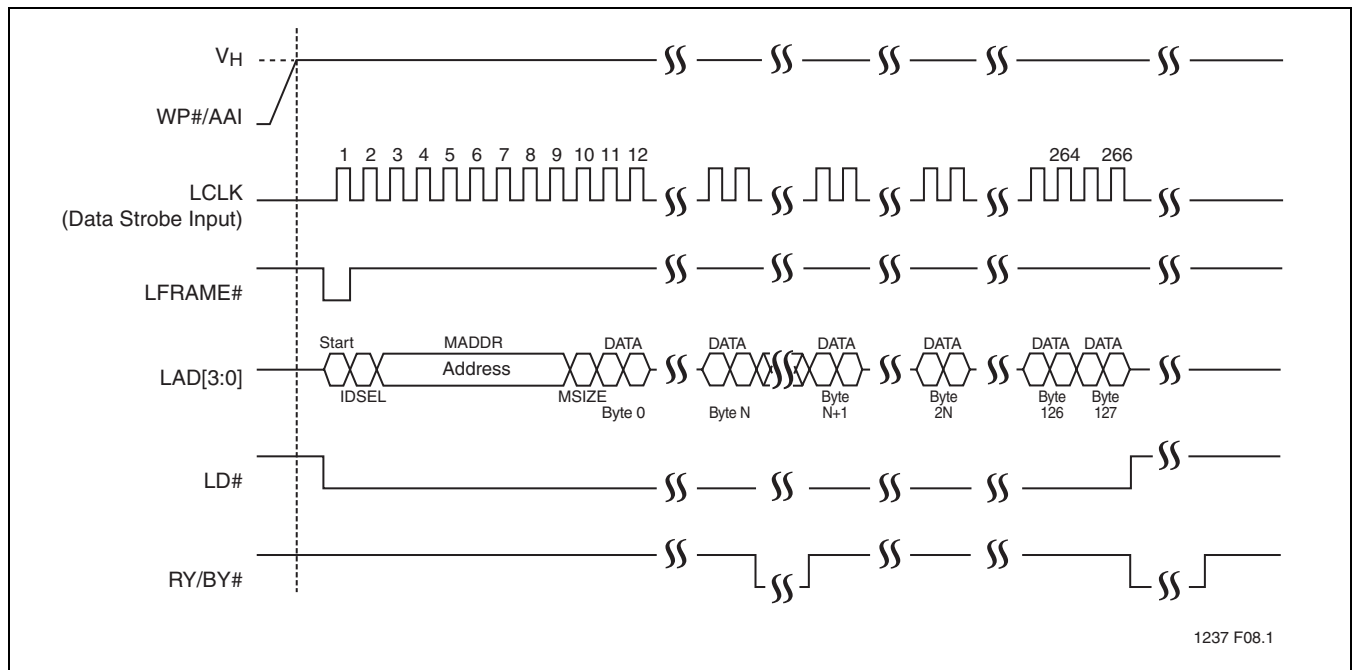 VH
WP#/AAI
1 2 3 4 5 6 7 8 9 10 11 12 264 266
LCLK
(Data Strobe Input)
LFRAME#
Start MADDR DATA DATA DATA DATA DATA DATA
LAD[3:0] Address
IDSEL MSIZE Byte 0 Byte N Byte N+1 Byte 2N Byte 126 Byte 127
LD#
RY/BY#
1237 F08.1